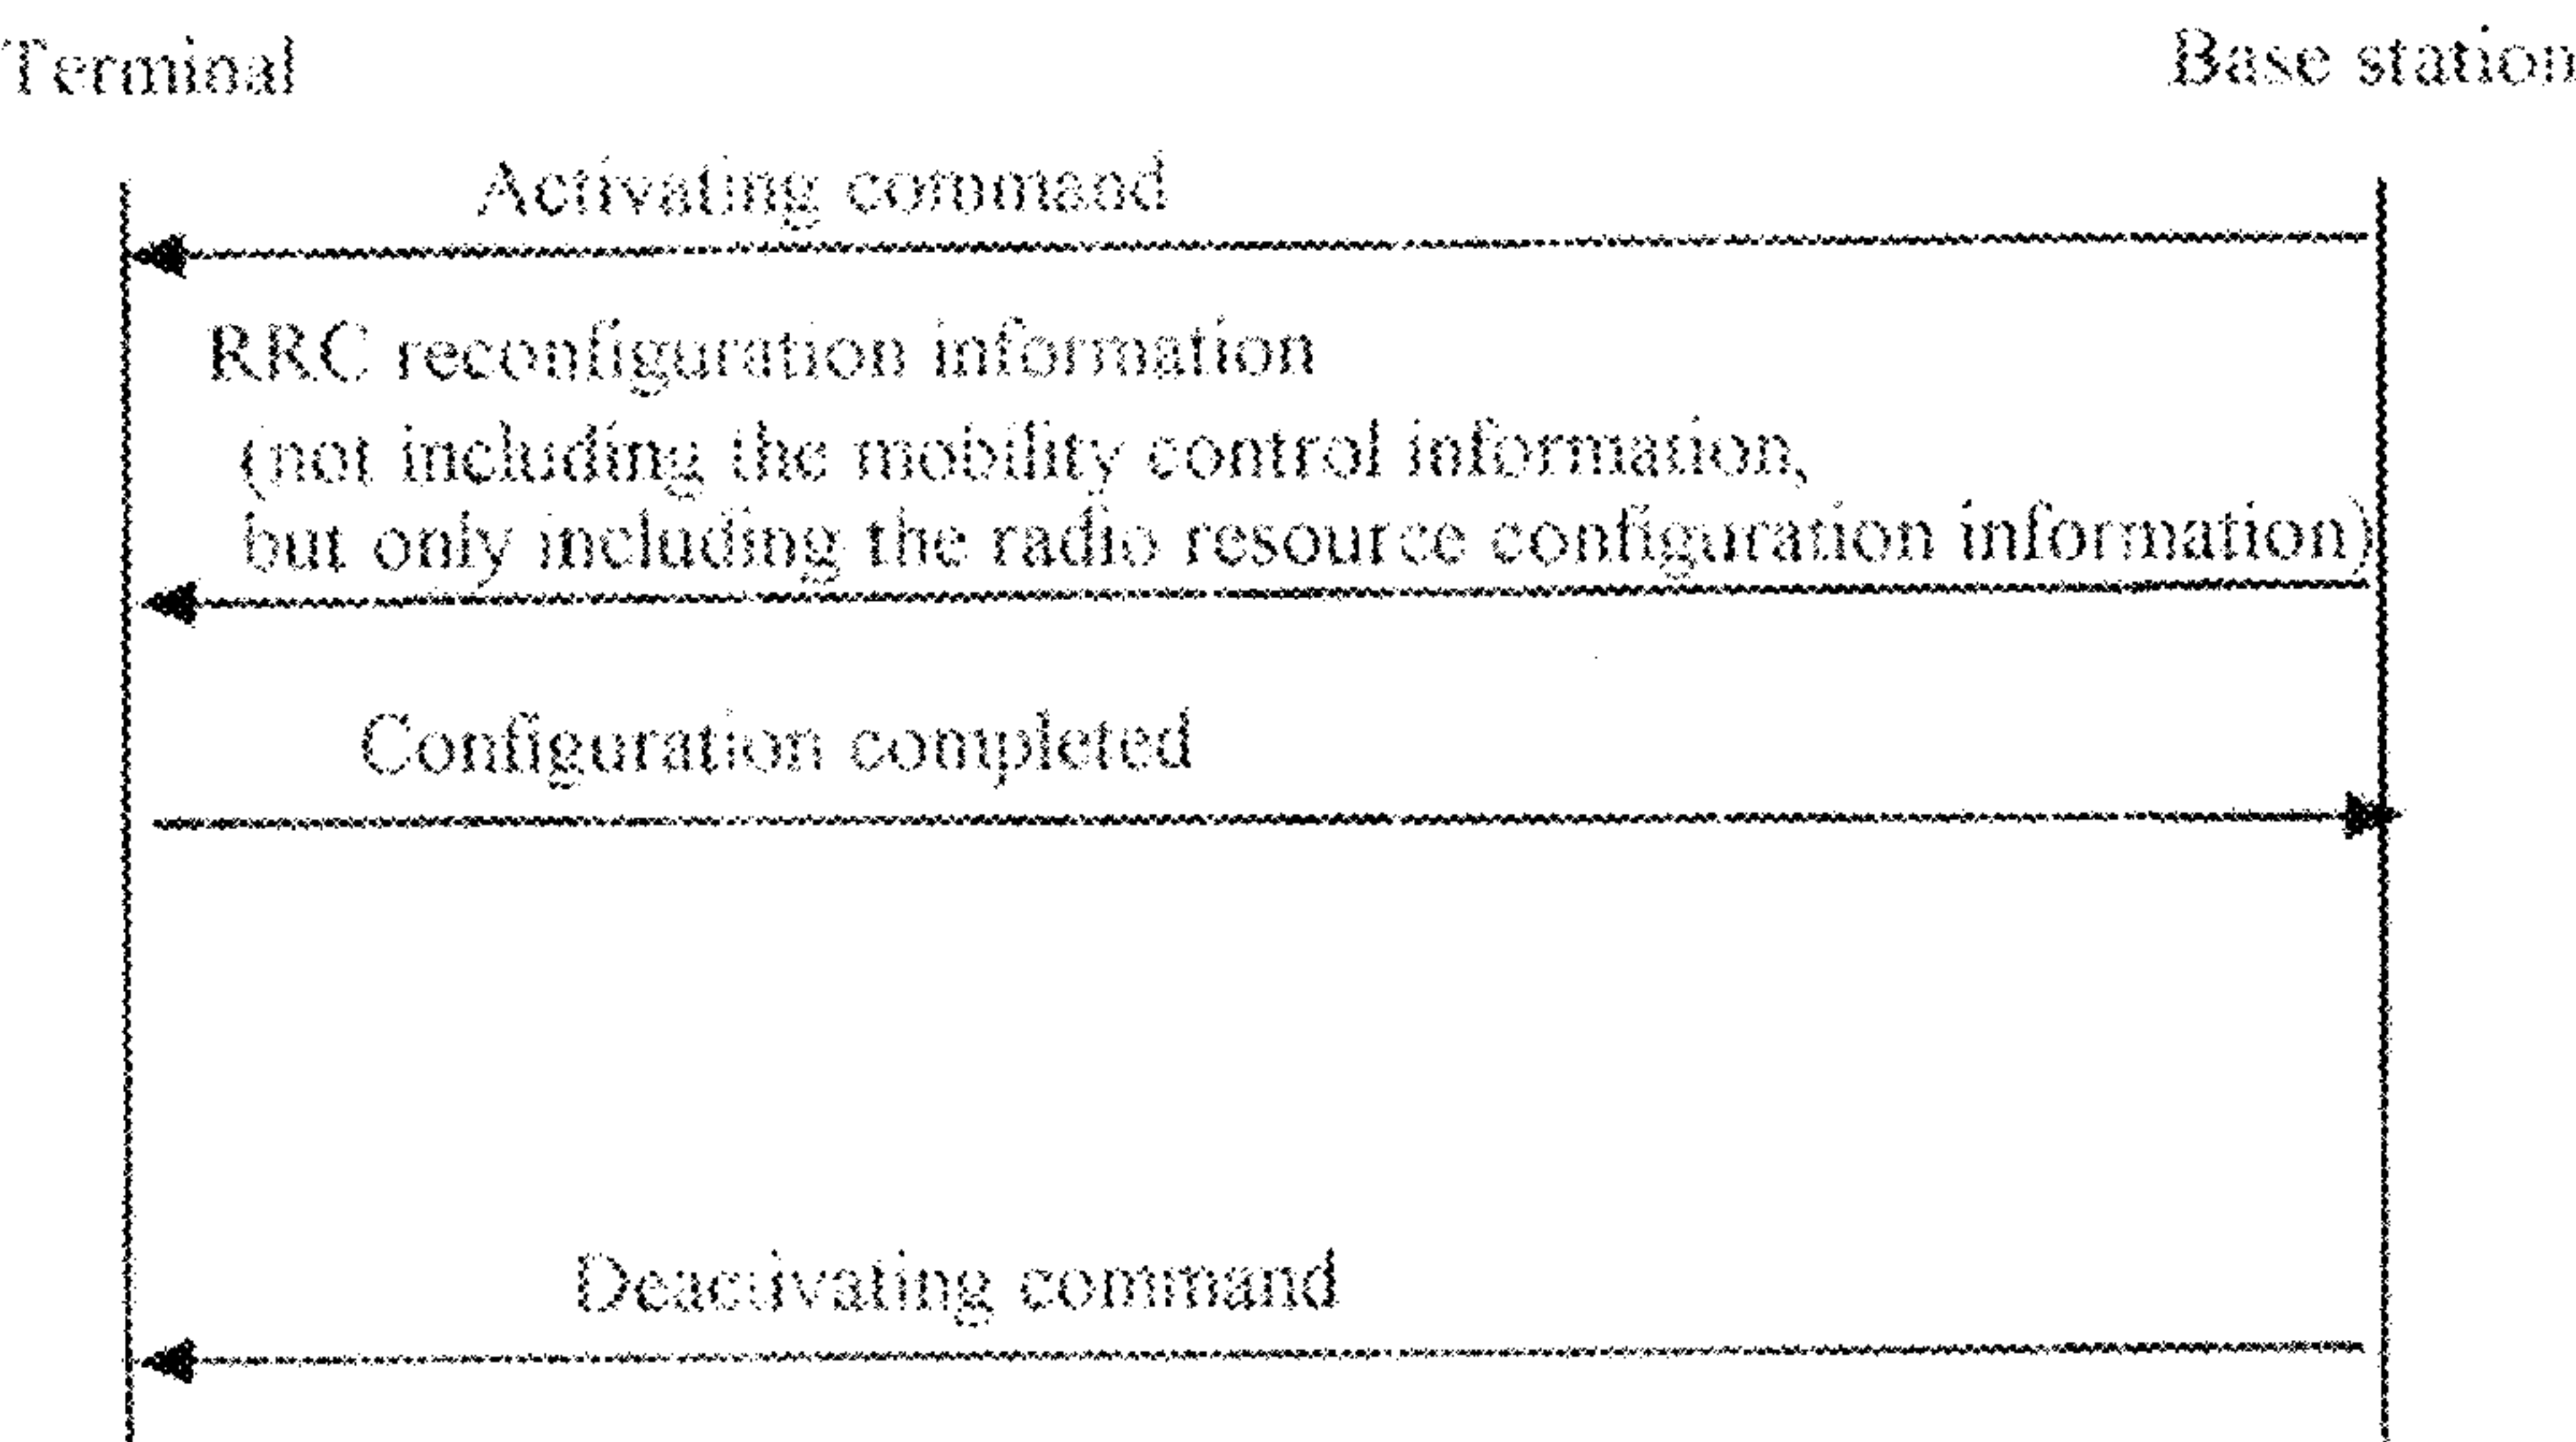 Terminal
Base station
Activating command
RRC reconfiguration information
(not including the mobility control information,
but only including the radio resource configuration information)
Configuration completed
Deactivating command